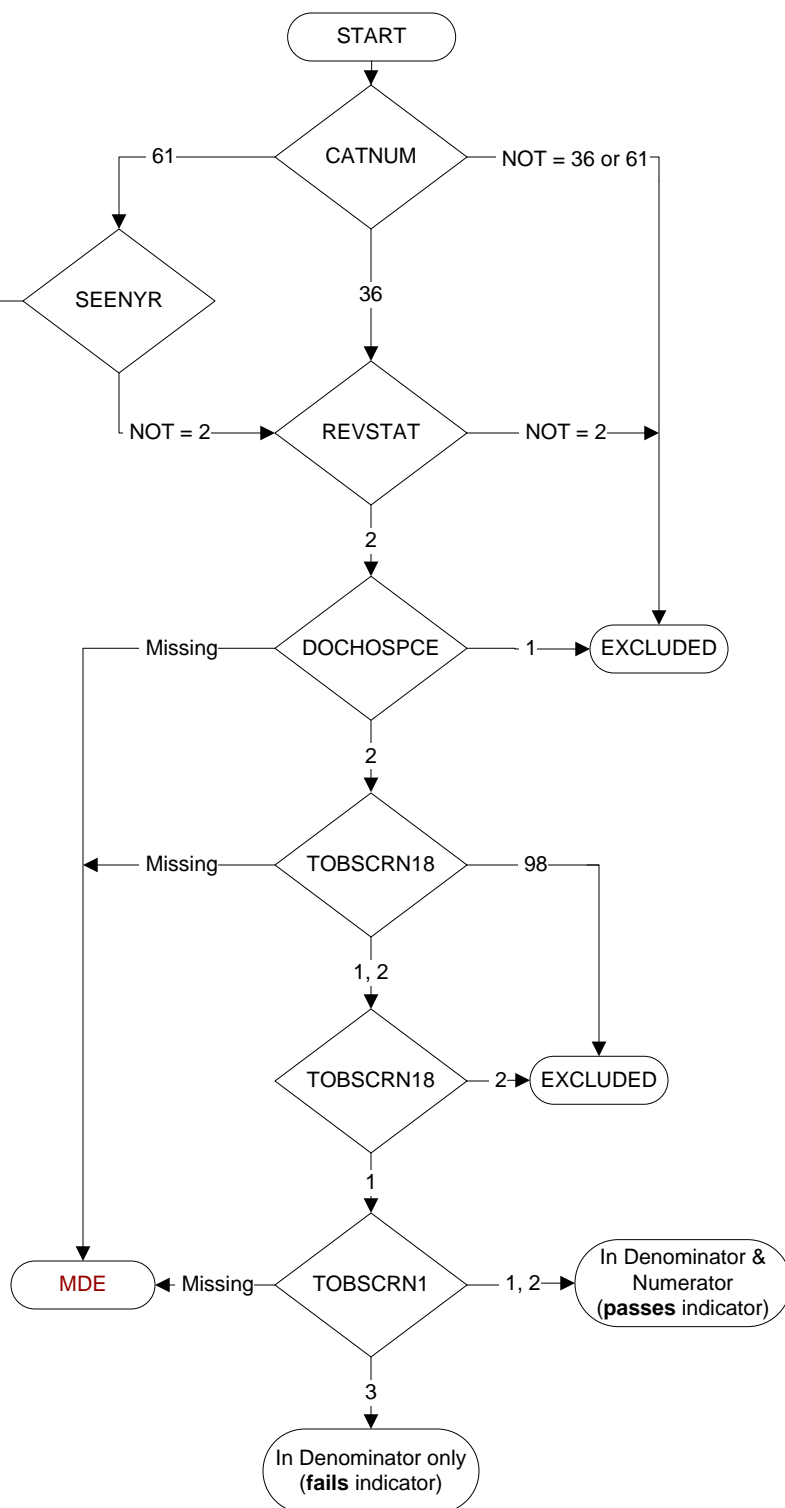 START
CATNUM
61
NOT = 36 or 61
36
SEENYR
NOT = 2
REVSTAT
NOT = 2
2
Missing
DOCHOSPCE
1
EXCLUDED
2
Missing
TOBSCRN18
98
1, 2
TOBSCRN18
2
EXCLUDED
1
MDE
Missing
TOBSCRN1
1, 2
In Denominator &
Numerator
(passes indicator)
3
In Denominator only
(fails indicator)